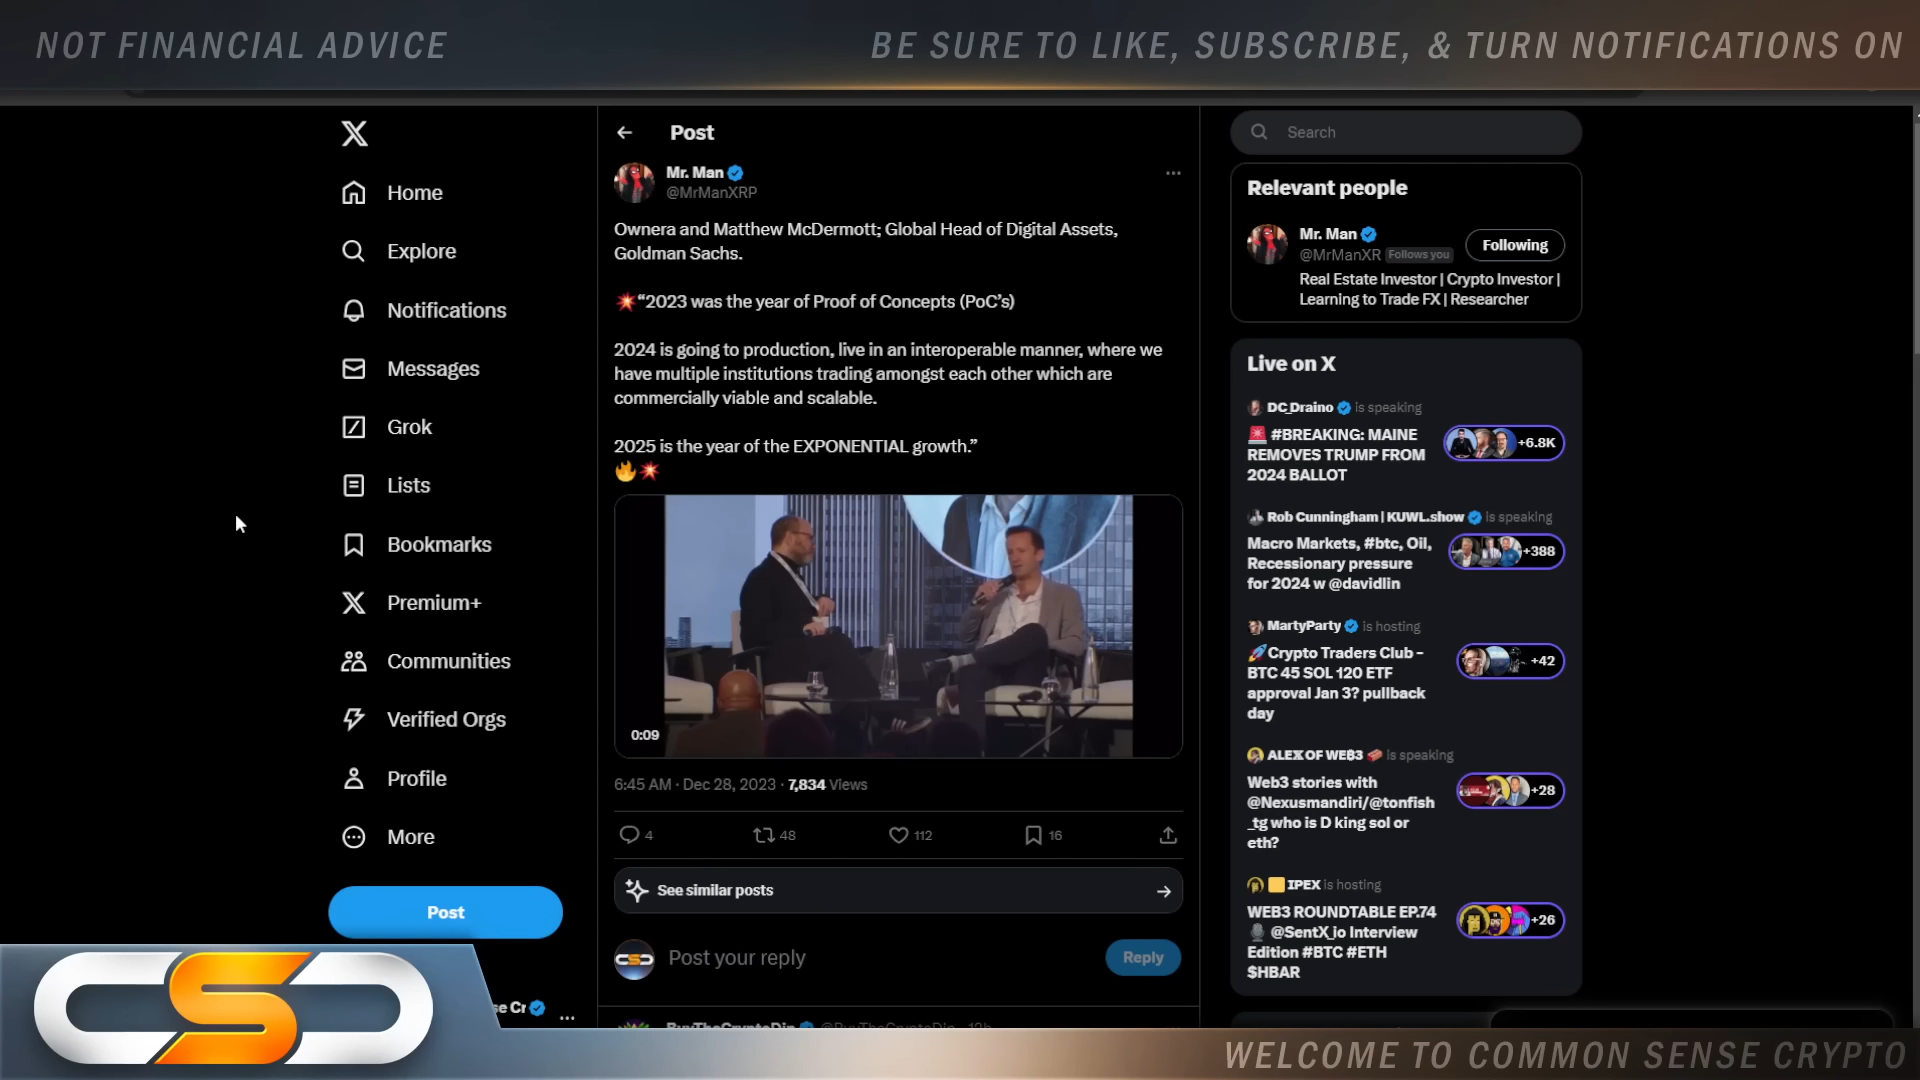 NOT FINANCIAL ADVICE
BE SURE TO LIKE, SUBSCRIBE, & TURN NOTIFICATIONS ON
Home
Explore
Notifications
Messages
Grok
Lists
Bookmarks
Premium+
Communities
Verified Orgs
Profile
More
Post
se Cr
Post
Mr. Man
@MrManXRP
Ownera and Matthew McDermott; Global Head of Digital Assets,
Goldman Sachs.
💥“2023 was the year of Proof of Concepts (PoC’s)
2024 is going to production, live in an interoperable manner, where we
have multiple institutions trading amongst each other which are
commercially viable and scalable.
2025 is the year of the EXPONENTIAL growth.”
🔥💥
0:09
6:45 AM · Dec 28, 2023 · 7,834 Views
4
48
112
16
See similar posts
Post your reply
Reply
BuyTheCryptoDip @BuyTheCryptoDip · 12h
Search
Relevant people
Mr. Man
@MrManXR Follows you
Following
Real Estate Investor | Crypto Investor |
Learning to Trade FX | Researcher
Live on X
DC_Draino is speaking
🚨 #BREAKING: MAINE
REMOVES TRUMP FROM
2024 BALLOT
+6.8K
Rob Cunningham | KUWL.show is speaking
Macro Markets, #btc, Oil,
Recessionary pressure
for 2024 w @davidlin
+388
MartyParty is hosting
🚀Crypto Traders Club -
BTC 45 SOL 120 ETF
approval Jan 3? pullback
day
+42
ALEX OF WE฿3 is speaking
Web3 stories with
@Nexusmandiri/@tonfish
_tg who is D king sol or
eth?
+28
IPEX is hosting
WEB3 ROUNDTABLE EP.74
🎙️ @SentX_io Interview
Edition #BTC #ETH
$HBAR
+26
CSC
WELCOME TO COMMON SENSE CRYPTO